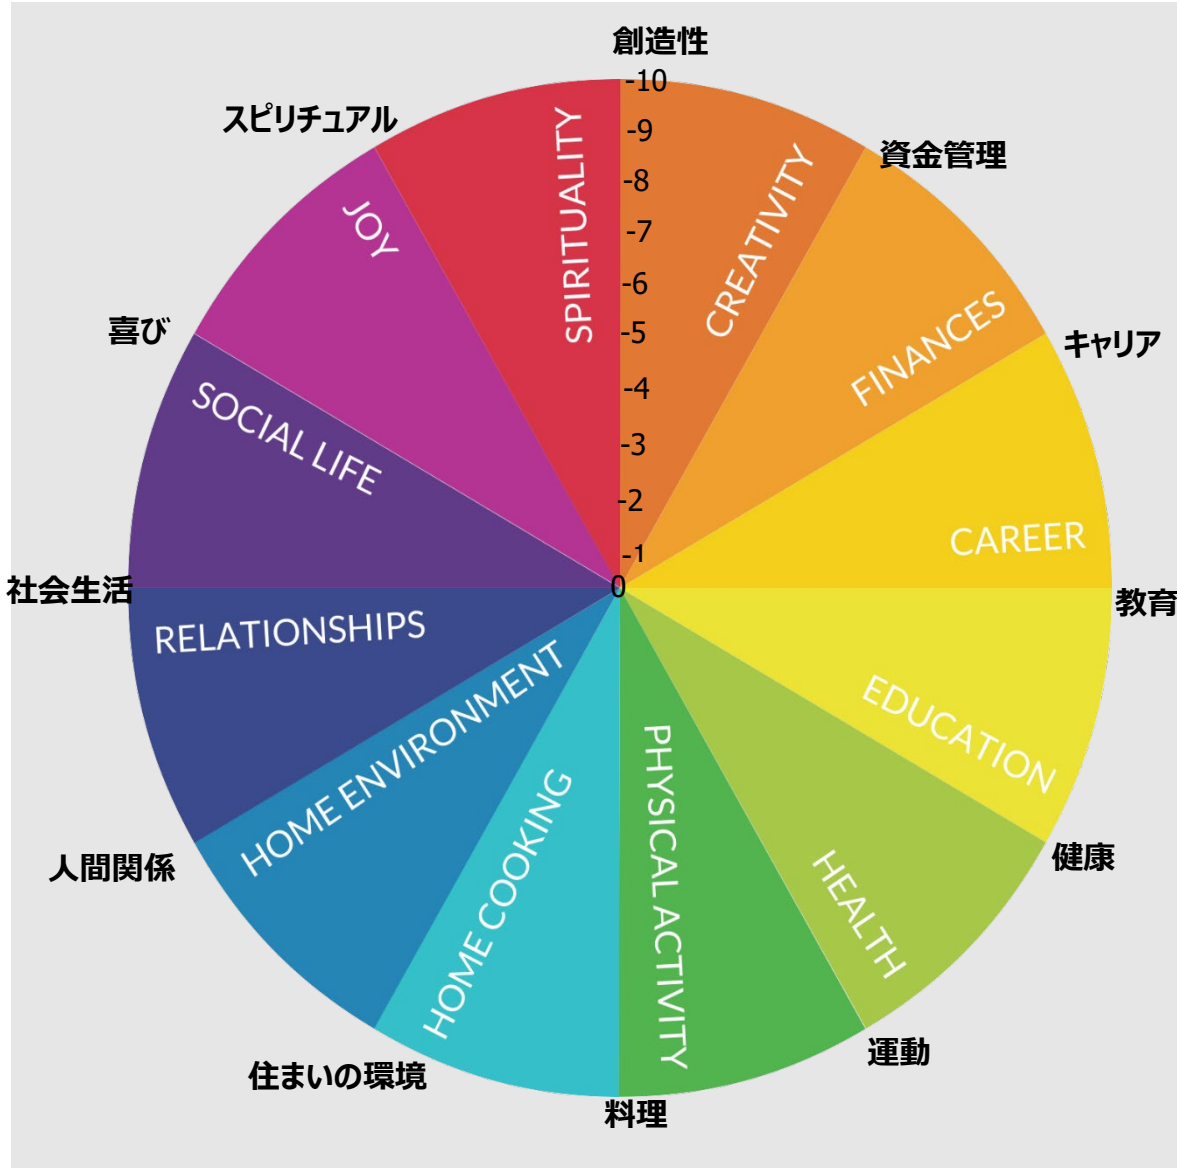 創造性
-10
スピリチュアル
-9
資金管理
-8
-7
-6
-5
-4
-3
-2
-1
0
SPIRITUALITY
CREATIVITY
JOY
FINANCES
喜び
キャリア
SOCIAL LIFE
CAREER
社会生活
教育
RELATIONSHIPS
EDUCATION
HOME ENVIRONMENT
HOME COOKING
PHYSICAL ACTIVITY
HEALTH
人間関係
健康
住まいの環境
運動
料理